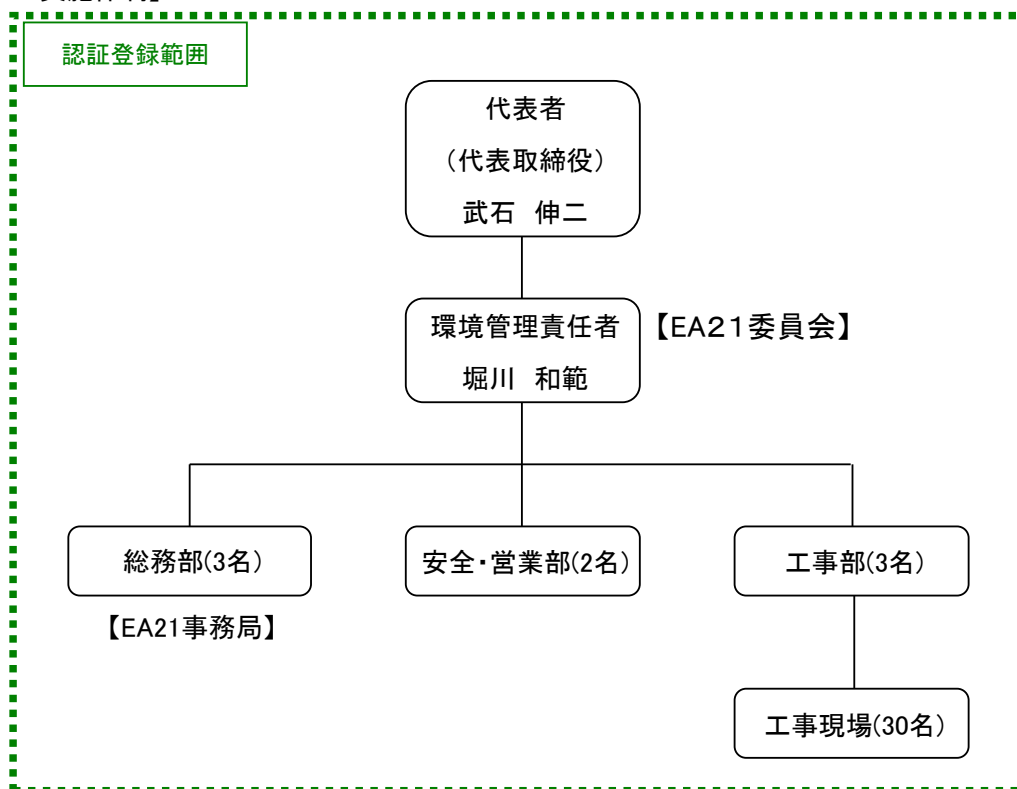 認証登録範囲
代表者
（代表取締役）
武石　伸二
環境管理責任者
堀川　和範
【EA21委員会】
総務部(3名)
安全・営業部(2名)
工事部(3名)
【EA21事務局】
工事現場(30名)